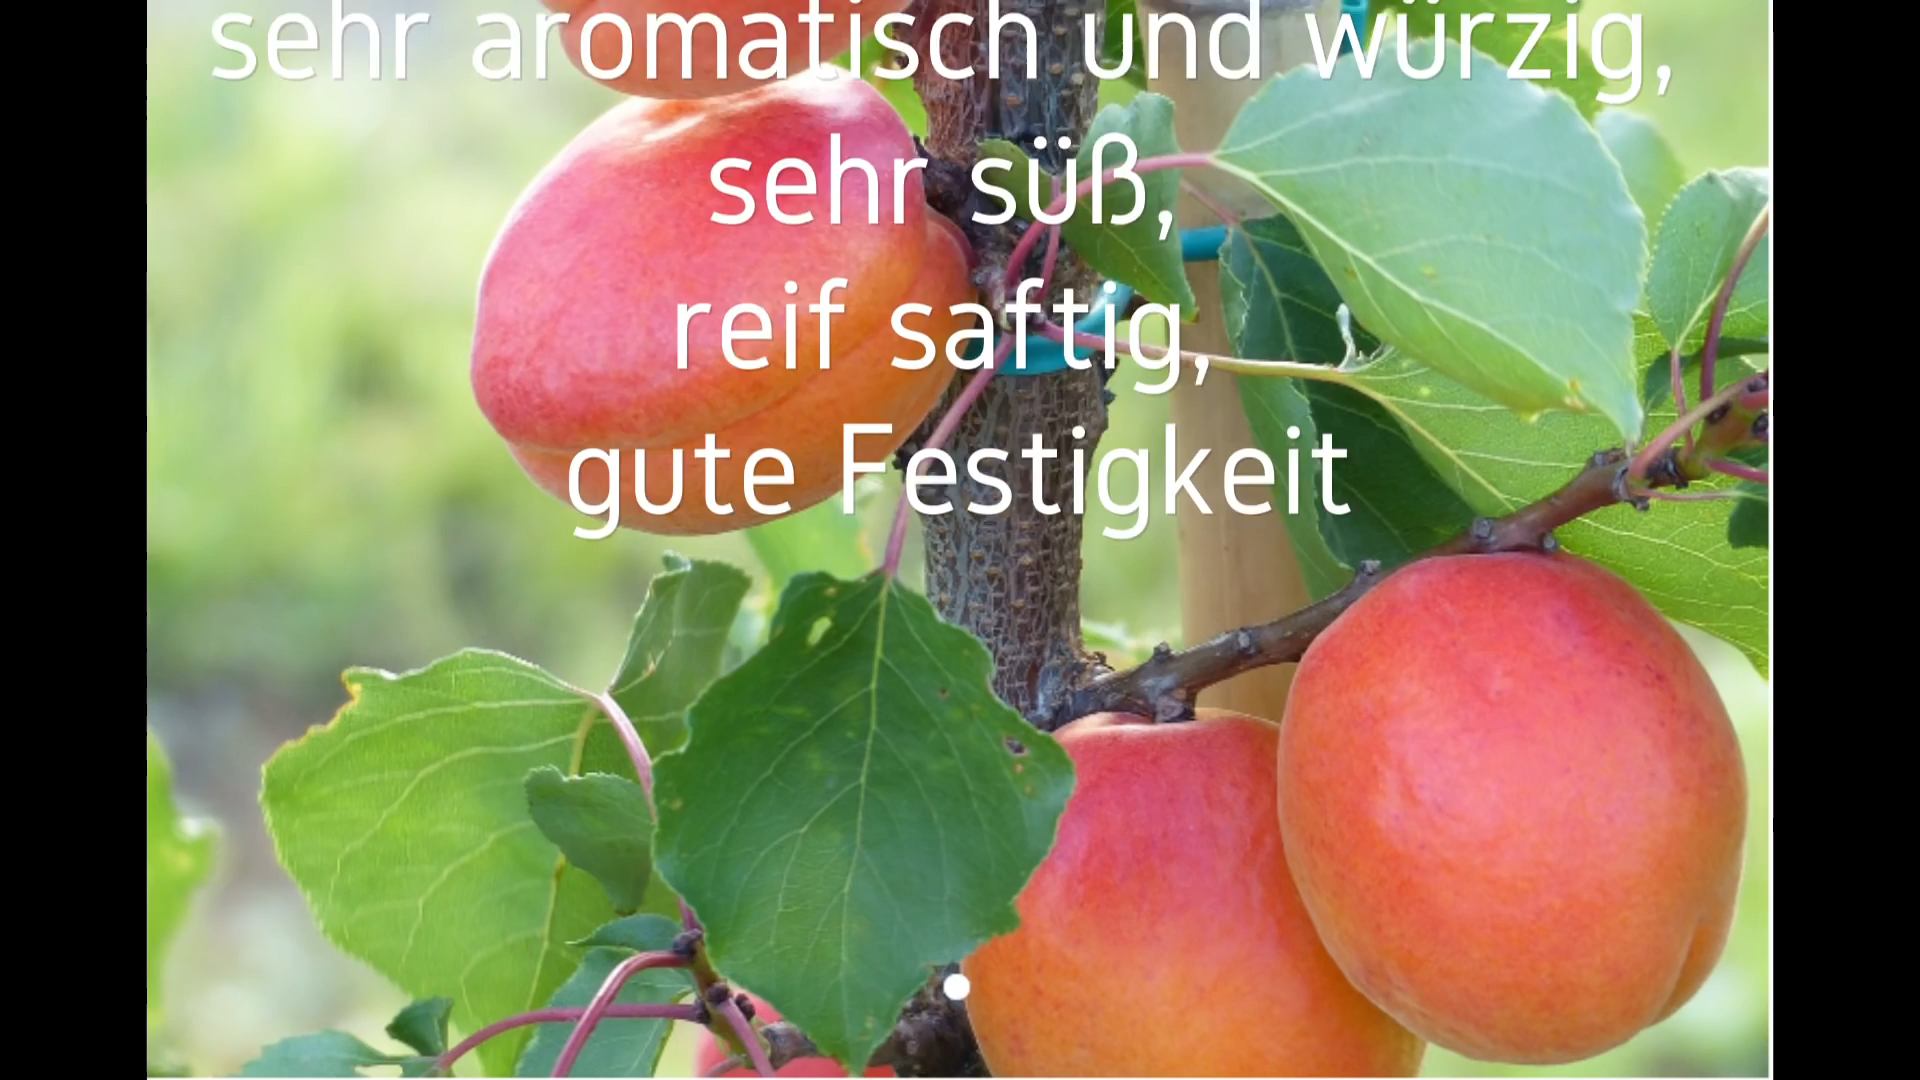 sehr aromatisch und würzig,
sehr süß,
reif saftig,
gute Festigkeit